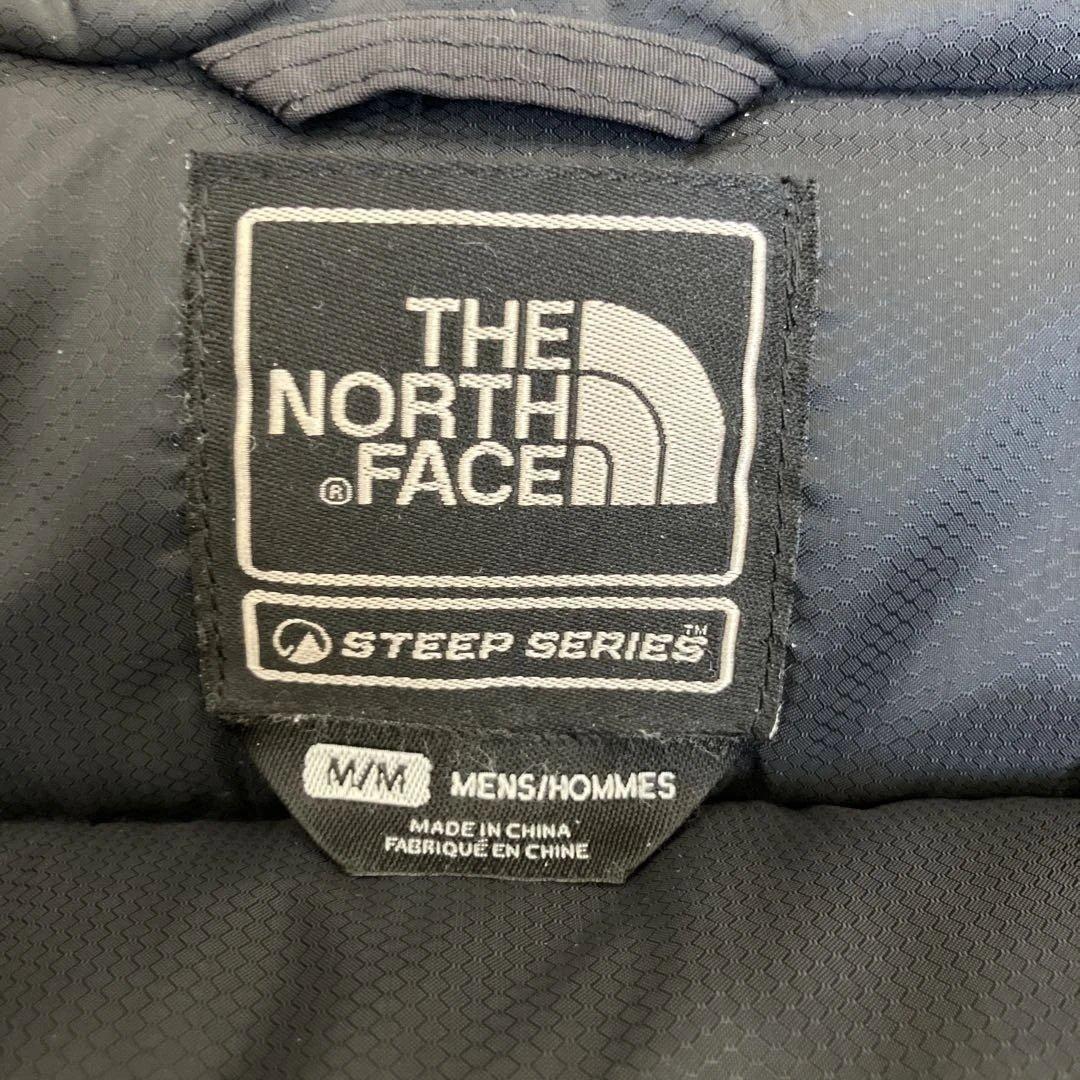 THE
NORTH
® FACE
STEEP SERIES™
M/M MENS/HOMMES
MADE IN CHINA
FABRIQUÉ EN CHINE